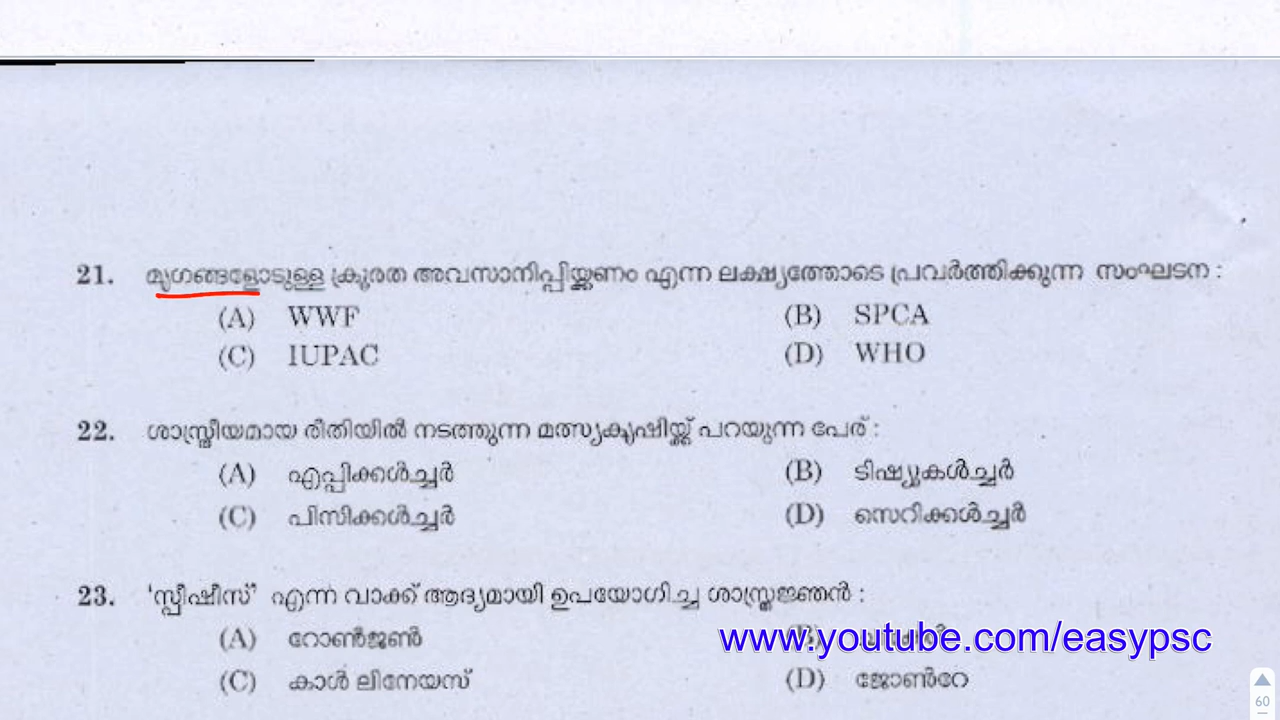 21. മൃഗങ്ങളോടുള്ള ക്രൂരത അവസാനിപ്പിയ്ക്കണം എന്ന ലക്ഷ്യത്തോടെ പ്രവർത്തിക്കുന്ന സംഘടന :
(A) WWF (B) SPCA
(C) IUPAC (D) WHO
22. ശാസ്ത്രീയമായ രീതിയിൽ നടത്തുന്ന മത്സ്യകൃഷിയ്ക്ക് പറയുന്ന പേര് :
(A) എപ്പിക്കൾച്ചർ (B) ടിഷ്യുകൾച്ചർ
(C) പിസിക്കൾച്ചർ (D) സെറിക്കൾച്ചർ
23. 'സ്പീഷീസ്' എന്ന വാക്ക് ആദ്യമായി ഉപയോഗിച്ച ശാസ്ത്രജ്ഞൻ :
(A) റോൺജൺ (B)
www.youtube.com/easypsc
(C) കാൾ ലിനേയസ് (D) ജോൺറേ
60